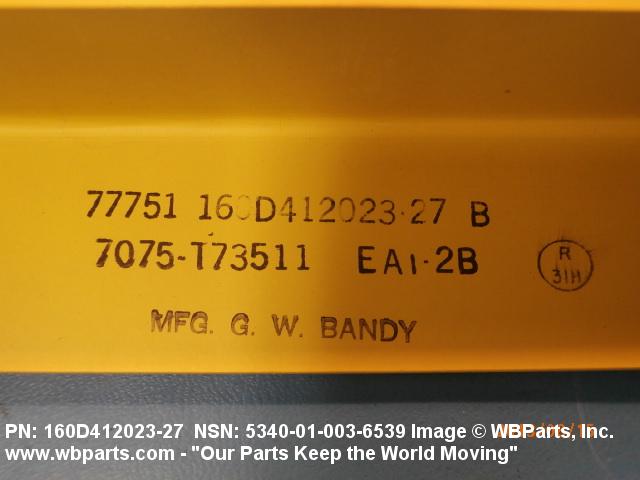 77751 160D412023-27 B
7075-T73511 EA1-2B
R
31H
MFG. G. W. BANDY
PN: 160D412023-27 NSN: 5340-01-003-6539 Image © WBParts, Inc.
www.wbparts.com - "Our Parts Keep the World Moving"